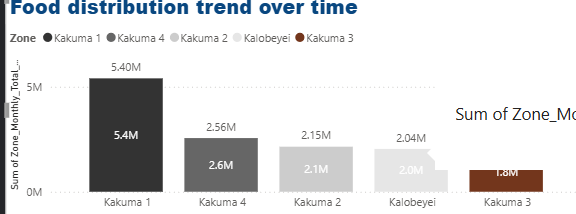 Food distribution trend over time
Zone Kakuma 1 Kakuma 4 Kakuma 2 Kalobeyei Kakuma 3
Sum of Zone_Monthly_Total_...
5M
0M
5.40M
5.4M
2.56M
2.6M
2.15M
2.1M
2.04M
2.0M
Sum of Zone_Mo
1.8M
Kakuma 1 Kakuma 4 Kakuma 2 Kalobeyei Kakuma 3